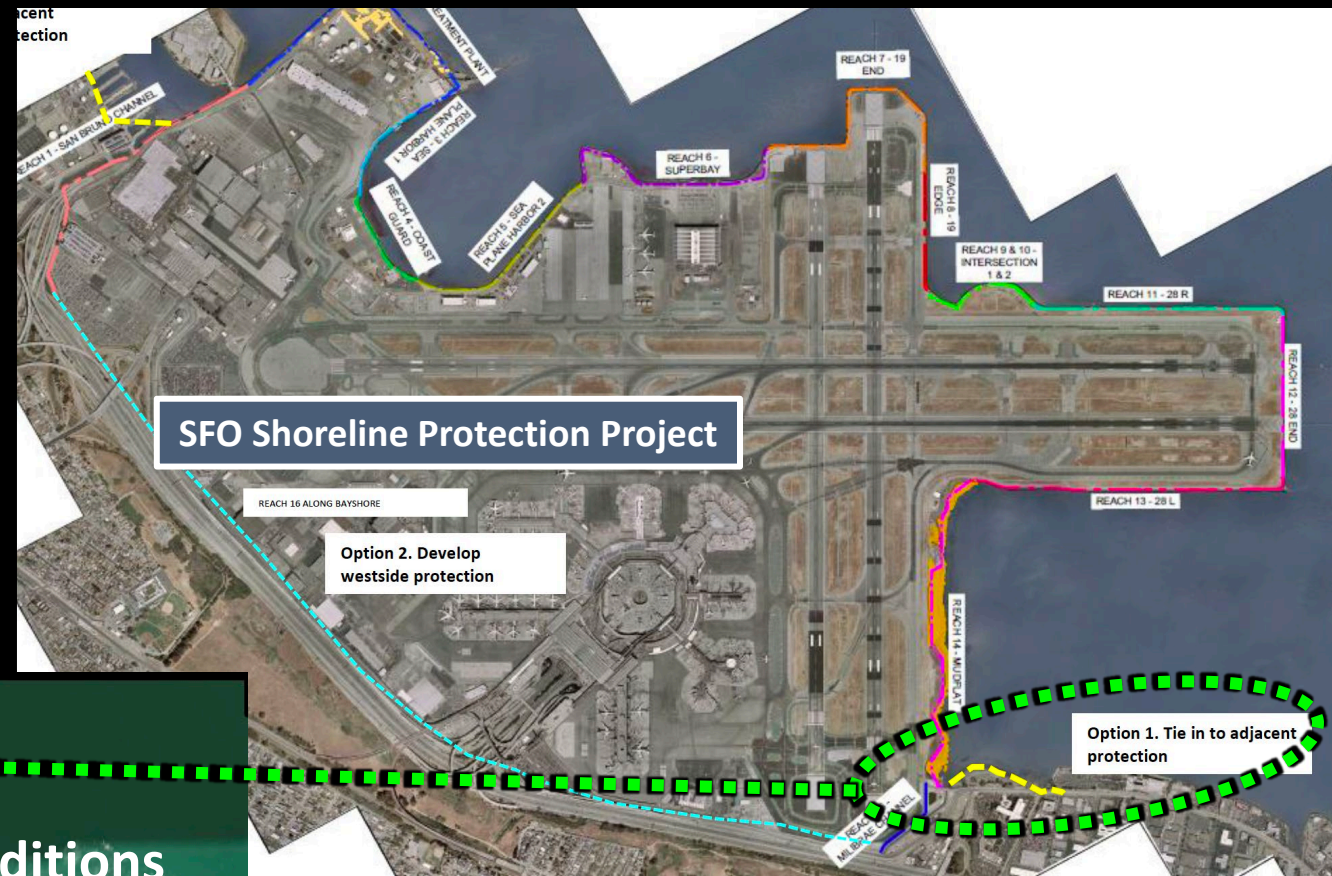 acent
tection
REACH 1 - SAN BRUNO CHANNEL
TREATMENT PLANT
REACH 3 - SEA
PLANE HARBOR 1
REACH 4 - COAST
GUARD
REACH 5 - SEA
PLANE HARBOR 2
REACH 6 -
SUPERBAY
REACH 7 - 19
END
REACH 8 - 19
EDGE
REACH 9 & 10 -
INTERSECTION
1 & 2
REACH 11 - 28 R
REACH 12 - 28 END
REACH 13 - 28 L
SFO Shoreline Protection Project
REACH 16 ALONG BAYSHORE
Option 2. Develop
westside protection
REACH 14 - MUDFLAT
Option 1. Tie in to adjacent
protection
REACH
MILLBRAE CHANNEL
ditions